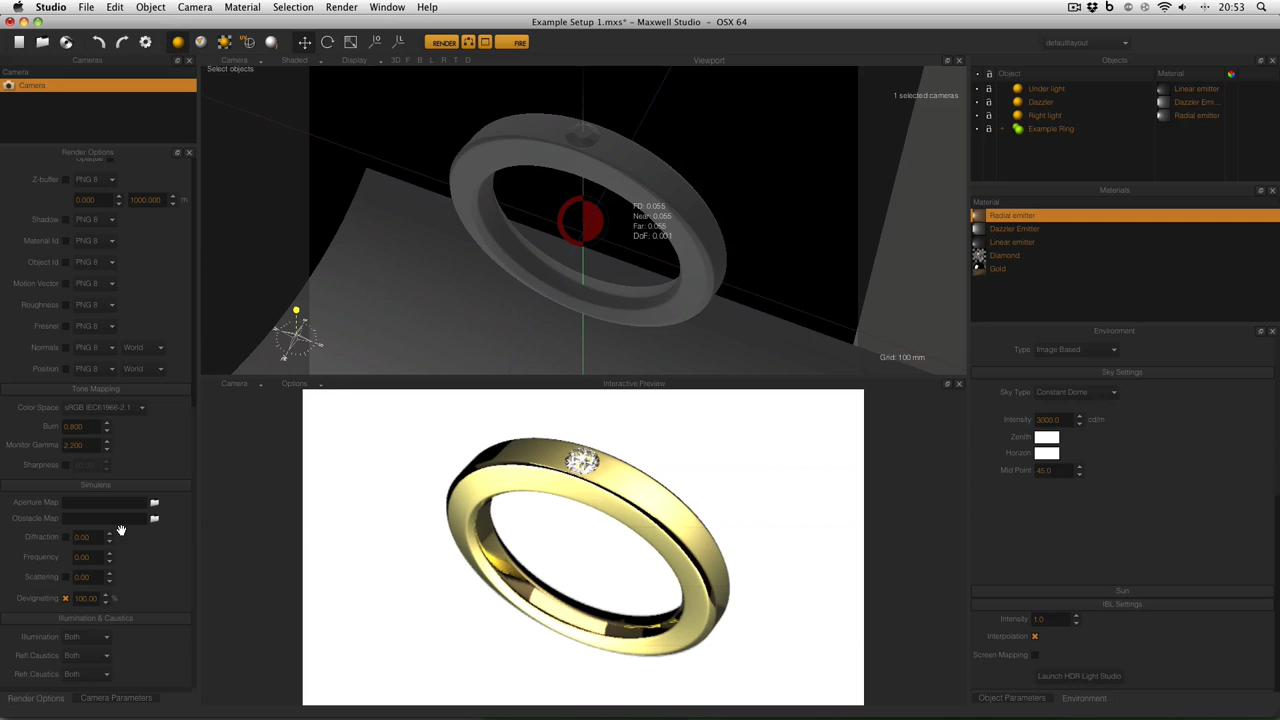 Studio File Edit Object Camera Material Selection Render Window Help 20:53
Example Setup 1.mxs* - Maxwell Studio - OSX 64
RENDER FIRE defaultlayout
Cameras
Camera
Camera
Render Options
Opaque
Z-buffer PNG 8
0.000 1000.000 m
Shadow PNG 8
Material Id PNG 8
Object Id PNG 8
Motion Vector PNG 8
Roughness PNG 8
Fresnel PNG 8
Normals PNG 8 World
Position PNG 8 World
Tone Mapping
Color Space sRGB IEC61966-2.1
Burn 0.800
Monitor Gamma 2.200
Sharpness
Simulens
Aperture Map
Obstacle Map
Diffraction 0.00
Frequency 0.00
Scattering 0.00
Devignetting 100.00 %
Illumination & Caustics
Illumination Both
Refl.Caustics Both
Refr.Caustics Both
Render Options Camera Parameters
Camera Shaded Display 3D F B L R T D Viewport
Select objects
1 selected cameras
FD: 0.055
Near: 0.055
Far: 0.055
DoF: 0.001
Grid: 100 mm
Camera Options Interactive Preview
Objects
Object Material
Under light Linear emitter
Dazzler Dazzler Emi...
Right light Radial emitter
Example Ring
Materials
Material
Radial emitter
Dazzler Emitter
Linear emitter
Diamond
Gold
Environment
Type Image Based
Sky Settings
Sky Type Constant Dome
Intensity 3000.0 cd/m
Zenith
Horizon
Mid Point 45.0
Sun
IBL Settings
Intensity 1.0
Interpolation
Screen Mapping
Launch HDR Light Studio
Object Parameters Environment